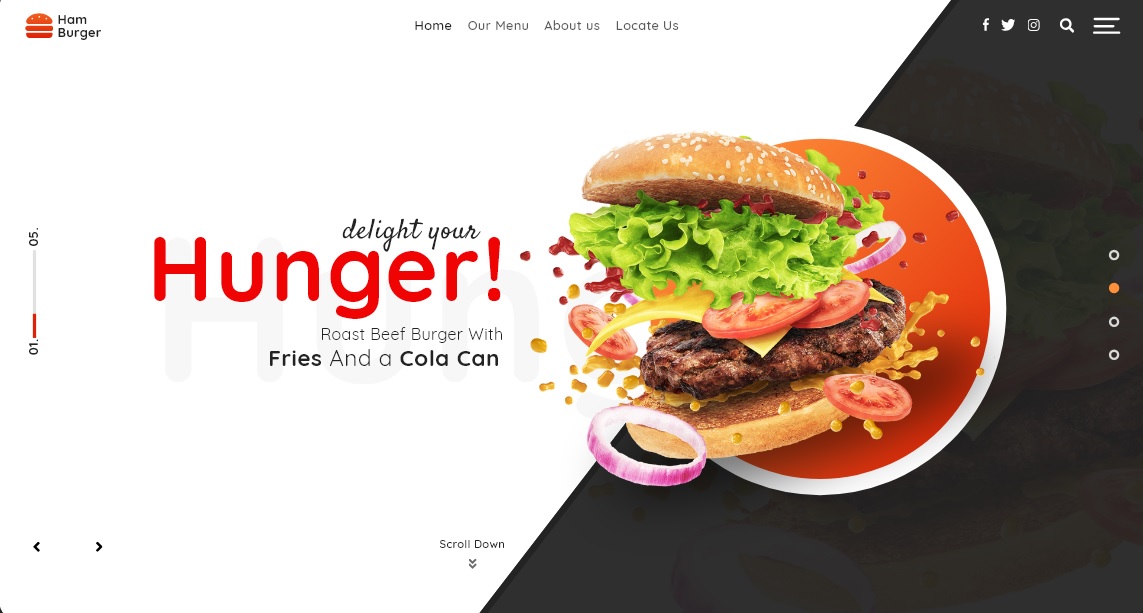 Ham
Burger
Home Our Menu About us Locate Us
05.
01.
delight your
Hunger!
Hung
Roast Beef Burger With
Fries And a Cola Can
Scroll Down